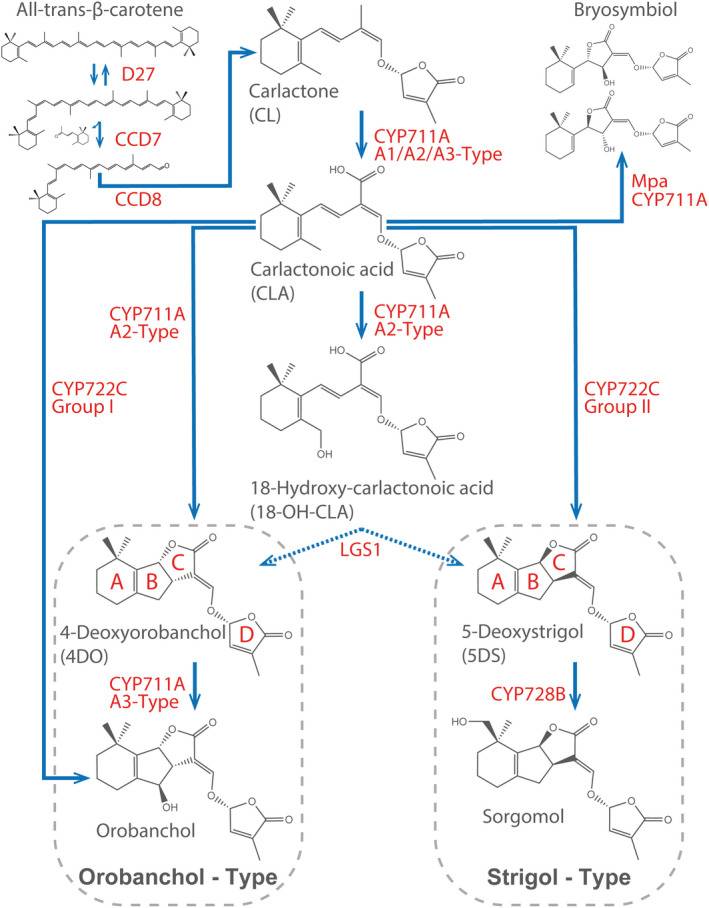 All-trans-β-carotene
D27
CCD7
CCD8
O
Carlactone
(CL)
O
O
O
Bryosymbiol
O
O
HO
O
O
O
O
O
HO
O
O
O
Mpa
CYP711A
CYP711A
A1/A2/A3-Type
HO
O
O
O
O
Carlactonoic acid
(CLA)
CYP711A
A2-Type
CYP711A
A2-Type
CYP722C
Group I
CYP722C
Group II
HO
O
O
O
O
OH
18-Hydroxy-carlactonoic acid
(18-OH-CLA)
LGS1
A
B
C
O
O
O
O
D
O
4-Deoxyorobanchol
(4DO)
A
B
C
O
O
O
O
D
O
5-Deoxystrigol
(5DS)
CYP711A
A3-Type
CYP728B
O
O
OH
O
O
O
Orobanchol
HO
O
O
O
O
O
Sorgomol
Orobanchol - Type
Strigol - Type